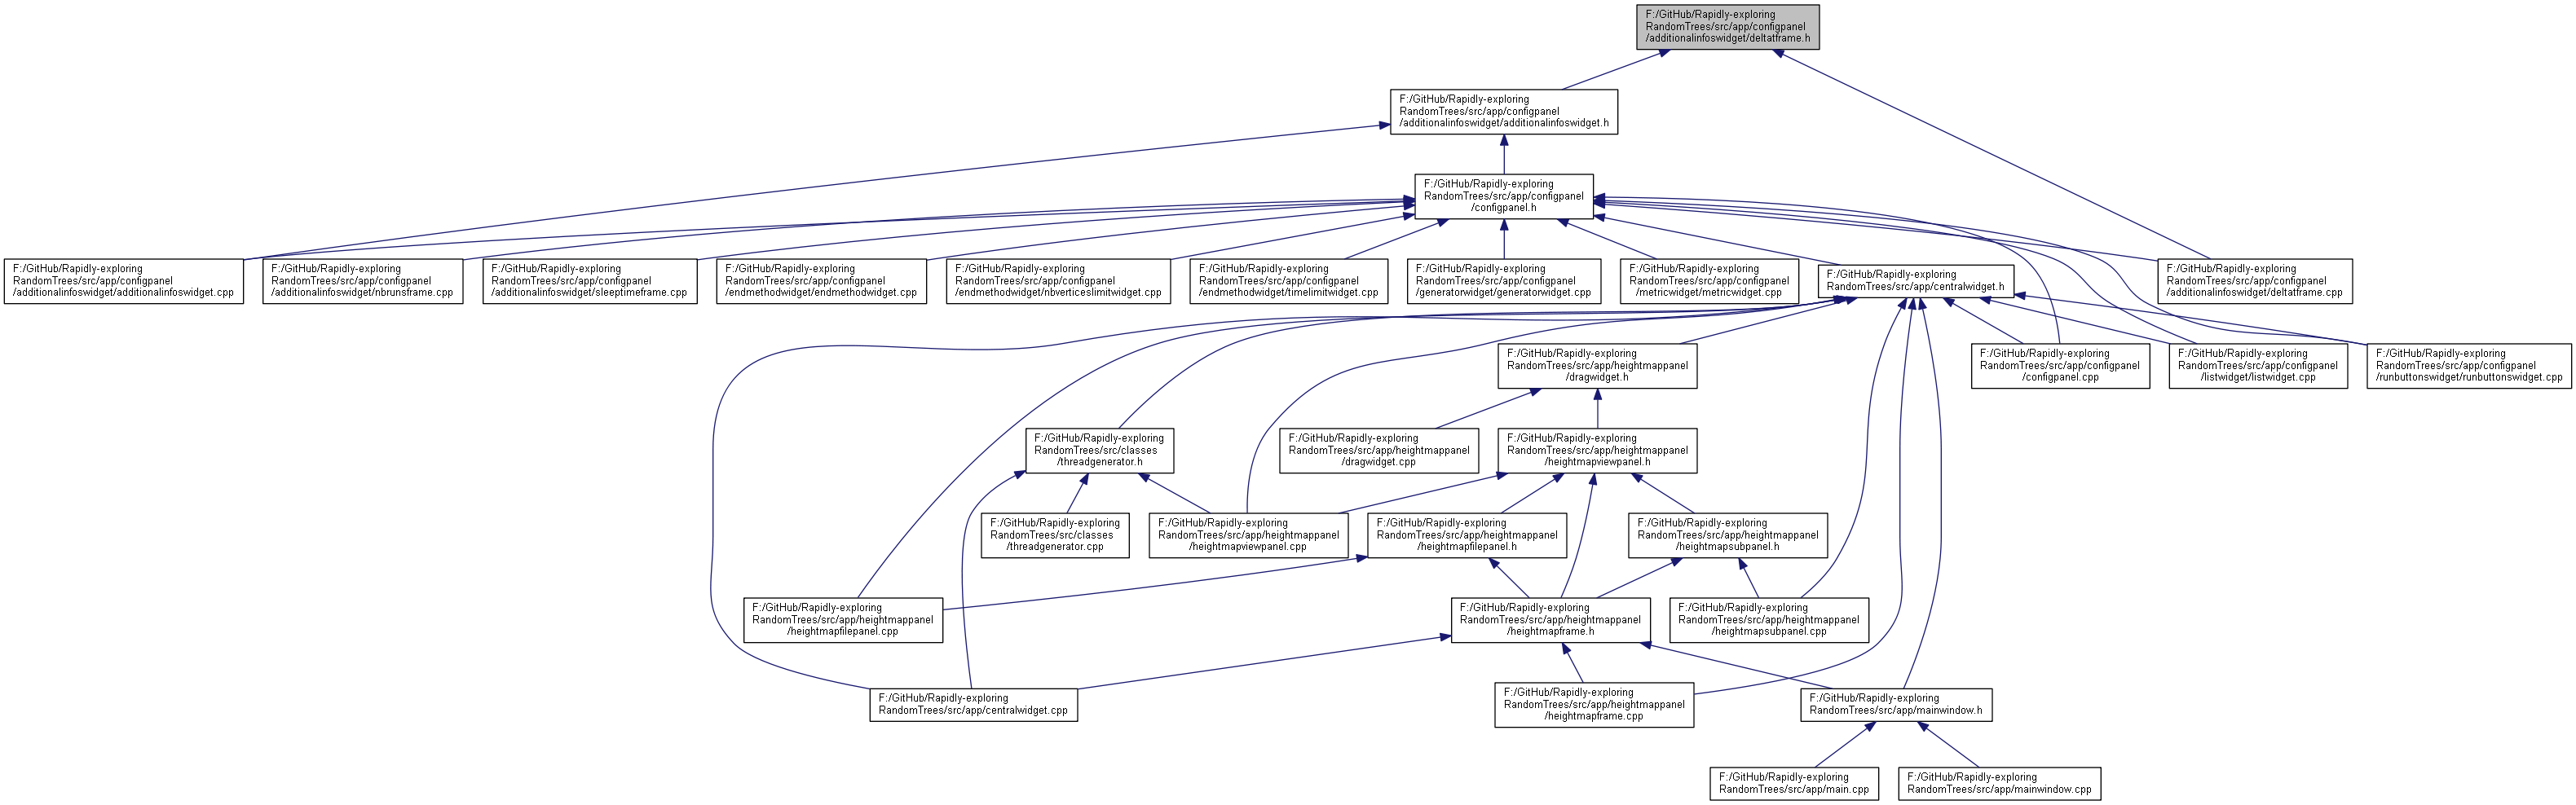 F:/GitHub/Rapidly-exploring
RandomTrees/src/app/configpanel
/additionalinfoswidget/deltatframe.h
F:/GitHub/Rapidly-exploring
RandomTrees/src/app/configpanel
/additionalinfoswidget/additionalinfoswidget.h
F:/GitHub/Rapidly-exploring
RandomTrees/src/app/configpanel
/configpanel.h
F:/GitHub/Rapidly-exploring
RandomTrees/src/app/configpanel
/additionalinfoswidget/additionalinfoswidget.cpp
F:/GitHub/Rapidly-exploring
RandomTrees/src/app/configpanel
/additionalinfoswidget/nbrunsframe.cpp
F:/GitHub/Rapidly-exploring
RandomTrees/src/app/configpanel
/additionalinfoswidget/sleeptimeframe.cpp
F:/GitHub/Rapidly-exploring
RandomTrees/src/app/configpanel
/endmethodwidget/endmethodwidget.cpp
F:/GitHub/Rapidly-exploring
RandomTrees/src/app/configpanel
/endmethodwidget/nbverticeslimitwidget.cpp
F:/GitHub/Rapidly-exploring
RandomTrees/src/app/configpanel
/endmethodwidget/timelimitwidget.cpp
F:/GitHub/Rapidly-exploring
RandomTrees/src/app/configpanel
/generatorwidget/generatorwidget.cpp
F:/GitHub/Rapidly-exploring
RandomTrees/src/app/configpanel
/metricwidget/metricwidget.cpp
F:/GitHub/Rapidly-exploring
RandomTrees/src/app/centralwidget.h
F:/GitHub/Rapidly-exploring
RandomTrees/src/app/configpanel
/additionalinfoswidget/deltatframe.cpp
F:/GitHub/Rapidly-exploring
RandomTrees/src/app/heightmappanel
/dragwidget.h
F:/GitHub/Rapidly-exploring
RandomTrees/src/app/configpanel
/configpanel.cpp
F:/GitHub/Rapidly-exploring
RandomTrees/src/app/configpanel
/listwidget/listwidget.cpp
F:/GitHub/Rapidly-exploring
RandomTrees/src/app/configpanel
/runbuttonswidget/runbuttonswidget.cpp
F:/GitHub/Rapidly-exploring
RandomTrees/src/classes
/threadgenerator.h
F:/GitHub/Rapidly-exploring
RandomTrees/src/app/heightmappanel
/dragwidget.cpp
F:/GitHub/Rapidly-exploring
RandomTrees/src/app/heightmappanel
/heightmapviewpanel.h
F:/GitHub/Rapidly-exploring
RandomTrees/src/classes
/threadgenerator.cpp
F:/GitHub/Rapidly-exploring
RandomTrees/src/app/heightmappanel
/heightmapviewpanel.cpp
F:/GitHub/Rapidly-exploring
RandomTrees/src/app/heightmappanel
/heightmapfilepanel.h
F:/GitHub/Rapidly-exploring
RandomTrees/src/app/heightmappanel
/heightmapsubpanel.h
F:/GitHub/Rapidly-exploring
RandomTrees/src/app/heightmappanel
/heightmapfilepanel.cpp
F:/GitHub/Rapidly-exploring
RandomTrees/src/app/heightmappanel
/heightmapframe.h
F:/GitHub/Rapidly-exploring
RandomTrees/src/app/heightmappanel
/heightmapsubpanel.cpp
F:/GitHub/Rapidly-exploring
RandomTrees/src/app/centralwidget.cpp
F:/GitHub/Rapidly-exploring
RandomTrees/src/app/heightmappanel
/heightmapframe.cpp
F:/GitHub/Rapidly-exploring
RandomTrees/src/app/mainwindow.h
F:/GitHub/Rapidly-exploring
RandomTrees/src/app/main.cpp
F:/GitHub/Rapidly-exploring
RandomTrees/src/app/mainwindow.cpp